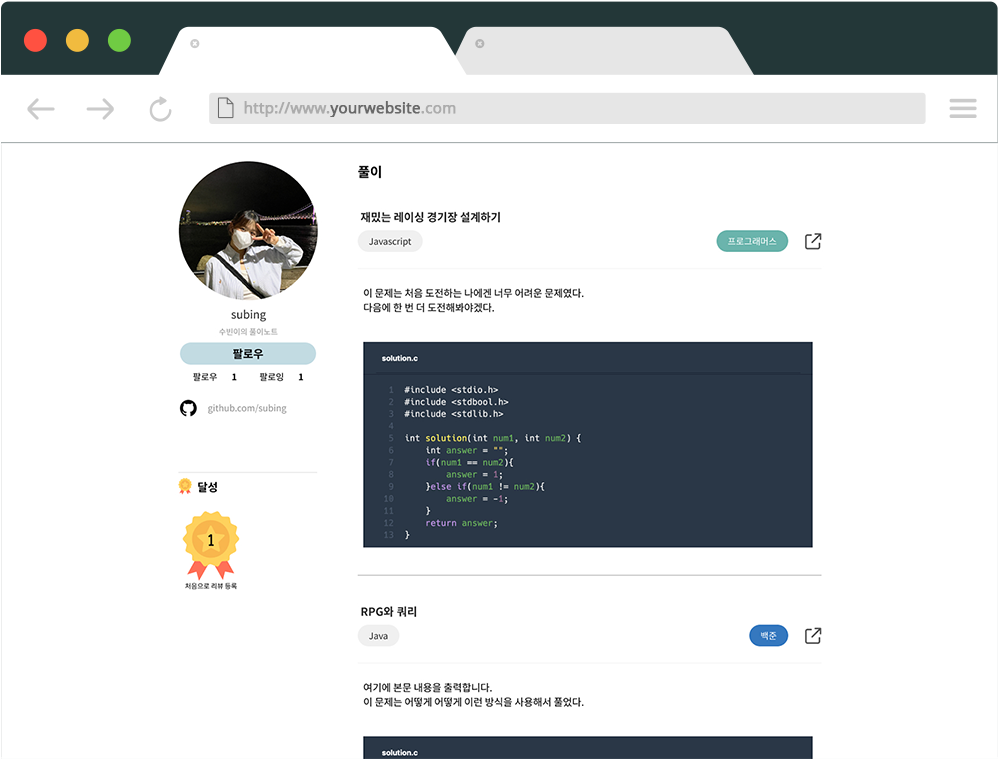 http://www.yourwebsite.com
subing
수빈이의 풀이노트
팔로우
팔로우 1 팔로잉 1
github.com/subing
달성
1
처음으로 리뷰 등록
풀이
재밌는 레이싱 경기장 설계하기
Javascript
프로그래머스
이 문제는 처음 도전하는 나에겐 너무 어려운 문제였다.
다음에 한 번 더 도전해봐야겠다.
solution.c
1 #include <stdio.h>
2 #include <stdbool.h>
3 #include <stdlib.h>
4
5 int solution(int num1, int num2) {
6 int answer = "";
7 if(num1 == num2){
8 answer = 1;
9 }else if(num1 != num2){
10 answer = -1;
11 }
12 return answer;
13 }
RPG와 쿼리
Java
백준
여기에 본문 내용을 출력합니다.
이 문제는 어떻게 어떻게 이런 방식을 사용해서 풀었다.
solution.c